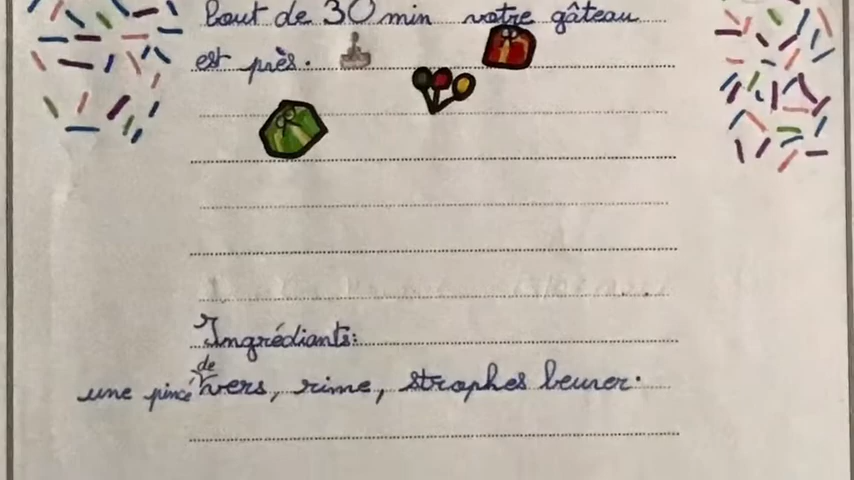 bout de 30 min votre gâteau
est près.
Ingrédiants:
une pincé de vers, rime, strophes beurer.